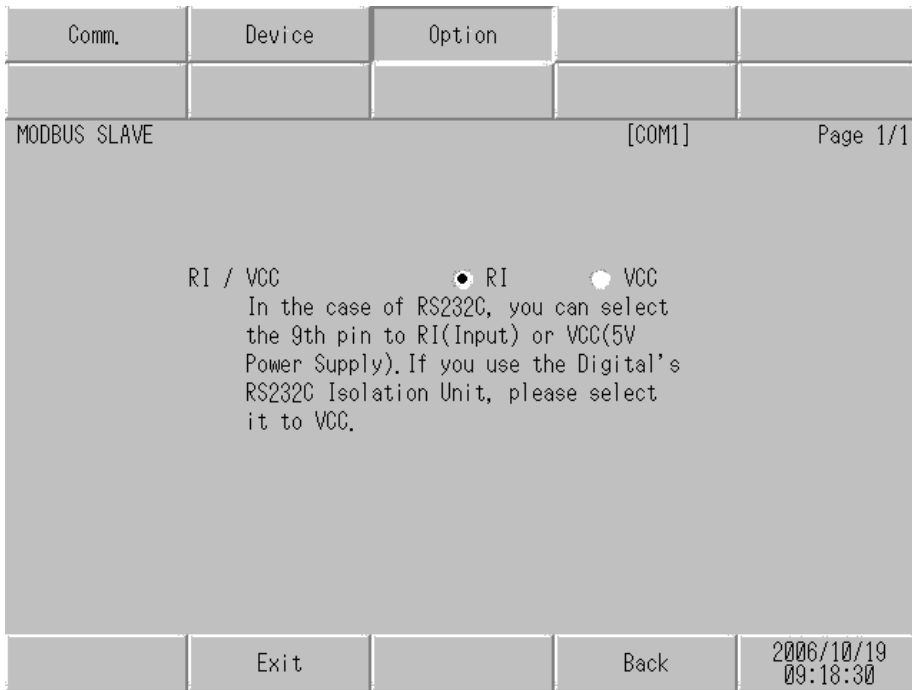 Comm. Device Option
MODBUS SLAVE [COM1] Page 1/1
RI / VCC RI VCC
In the case of RS232C, you can select
the 9th pin to RI(Input) or VCC(5V
Power Supply).If you use the Digital's
RS232C Isolation Unit, please select
it to VCC.
Exit Back 2006/10/19
09:18:30